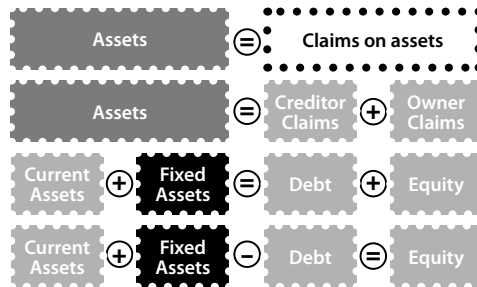 Assets = Claims on assets
Assets = Creditor Claims + Owner Claims
Current Assets + Fixed Assets = Debt + Equity
Current Assets + Fixed Assets – Debt = Equity